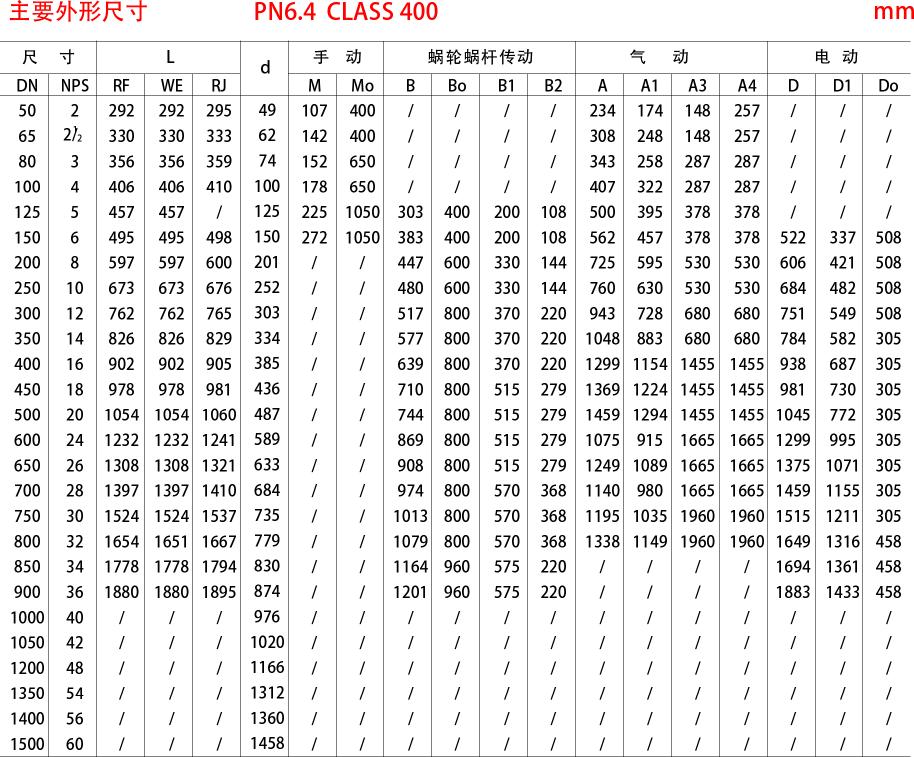 主要外形尺寸 PN6.4 CLASS 400 mm
尺 寸 L d 手 动 蜗轮蜗杆传动 气 动 电 动
DN NPS RF WE RJ M Mo B Bo B1 B2 A A1 A3 A4 D D1 Do
50 2 292 292 295 49 107 400 / / / / 234 174 148 257 / / /
65 2½ 330 330 333 62 142 400 / / / / 308 248 148 257 / / /
80 3 356 356 359 74 152 650 / / / / 343 258 287 287 / / /
100 4 406 406 410 100 178 650 / / / / 407 322 287 287 / / /
125 5 457 457 / 125 225 1050 303 400 200 108 500 395 378 378 / / /
150 6 495 495 498 150 272 1050 383 400 200 108 562 457 378 378 522 337 508
200 8 597 597 600 201 / / 447 600 330 144 725 595 530 530 606 421 508
250 10 673 673 676 252 / / 480 600 330 144 760 630 530 530 684 482 508
300 12 762 762 765 303 / / 517 800 370 220 943 728 680 680 751 549 508
350 14 826 826 829 334 / / 577 800 370 220 1048 883 680 680 784 582 305
400 16 902 902 905 385 / / 639 800 370 220 1299 1154 1455 1455 938 687 305
450 18 978 978 981 436 / / 710 800 515 279 1369 1224 1455 1455 981 730 305
500 20 1054 1054 1060 487 / / 744 800 515 279 1459 1294 1455 1455 1045 772 305
600 24 1232 1232 1241 589 / / 869 800 515 279 1075 915 1665 1665 1299 995 305
650 26 1308 1308 1321 633 / / 908 800 515 279 1249 1089 1665 1665 1375 1071 305
700 28 1397 1397 1410 684 / / 974 800 570 368 1140 980 1665 1665 1459 1155 305
750 30 1524 1524 1537 735 / / 1013 800 570 368 1195 1035 1960 1960 1515 1211 305
800 32 1654 1651 1667 779 / / 1079 800 570 368 1338 1149 1960 1960 1649 1316 458
850 34 1778 1778 1794 830 / / 1164 960 575 220 / / / / 1694 1361 458
900 36 1880 1880 1895 874 / / 1201 960 575 220 / / / / 1883 1433 458
1000 40 / / / 976 / / / / / / / / / / / / /
1050 42 / / / 1020 / / / / / / / / / / / / /
1200 48 / / / 1166 / / / / / / / / / / / / /
1350 54 / / / 1312 / / / / / / / / / / / / /
1400 56 / / / 1360 / / / / / / / / / / / / /
1500 60 / / / 1458 / / / / / / / / / / / / /